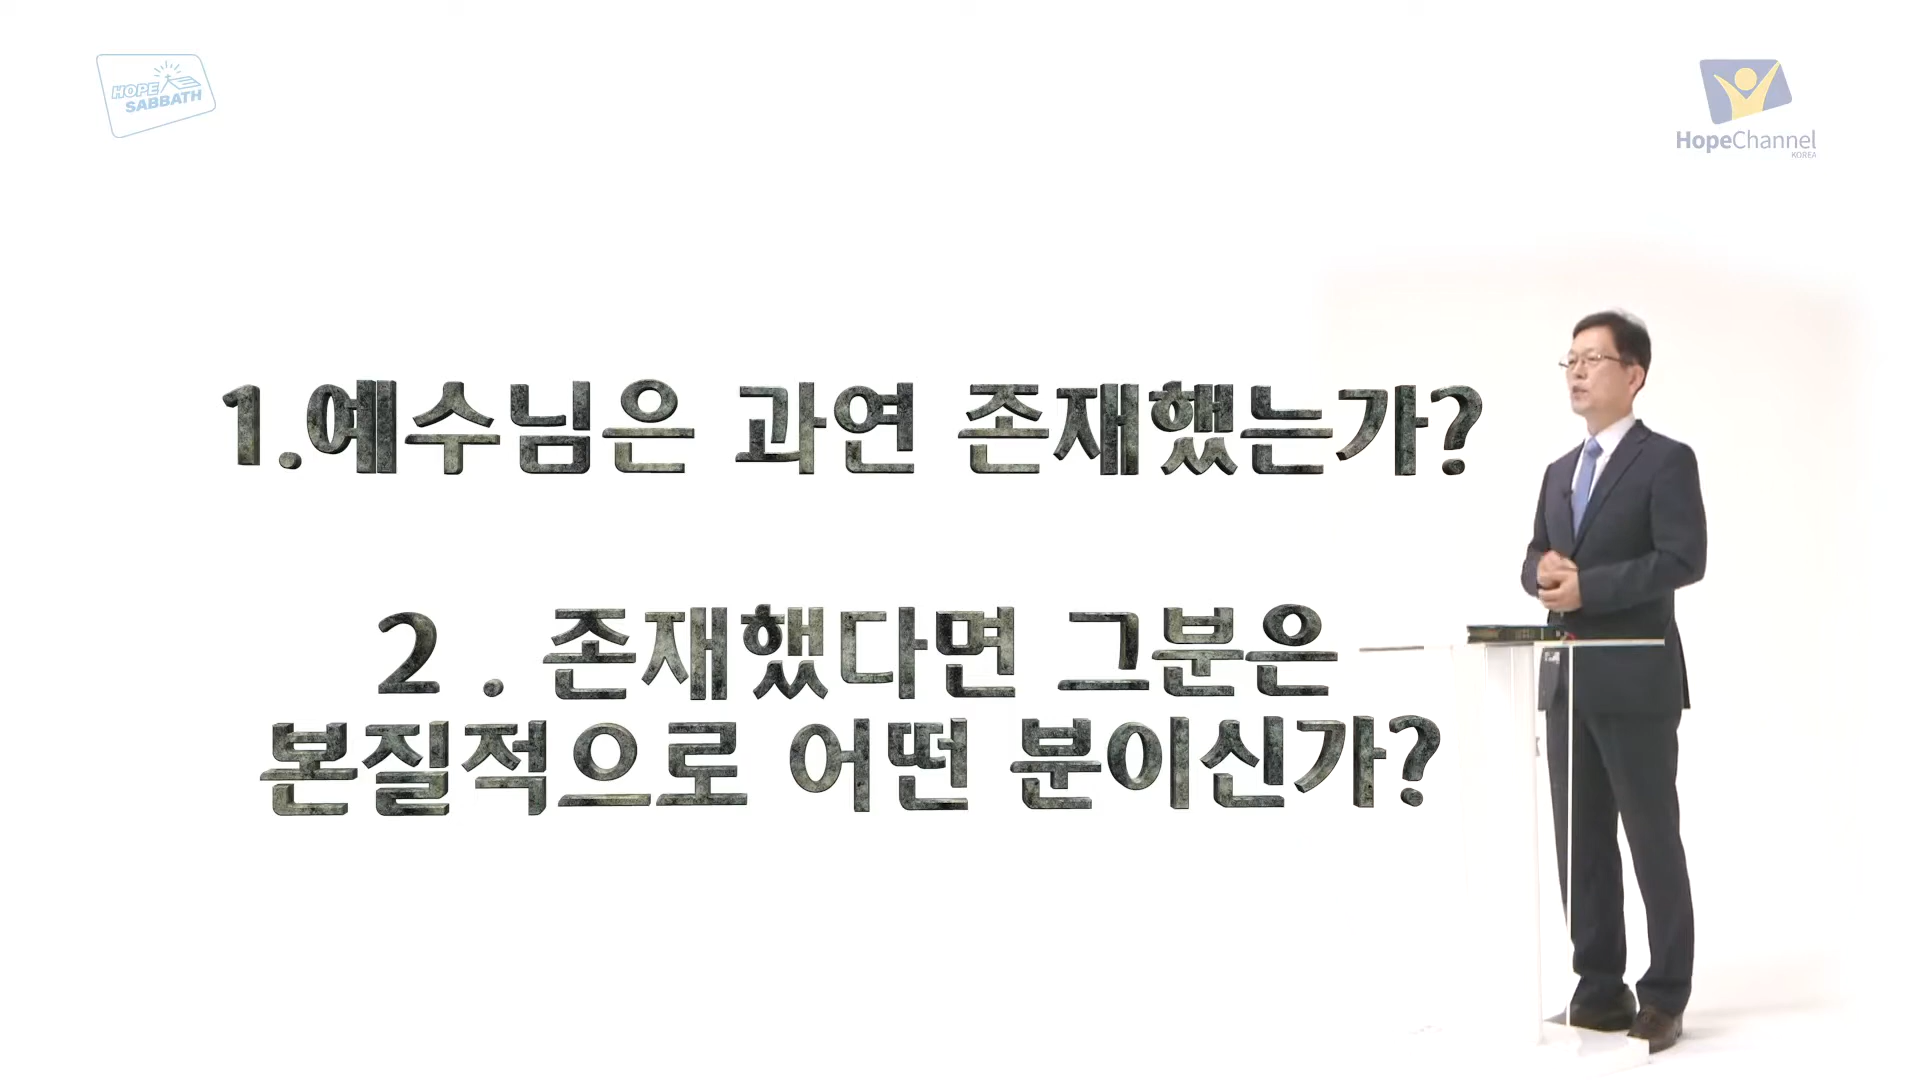 HOPE
SABBATH
HopeChannel
KOREA
1.예수님은 과연 존재했는가?
2 . 존재했다면 그분은
본질적으로 어떤 분이신가?